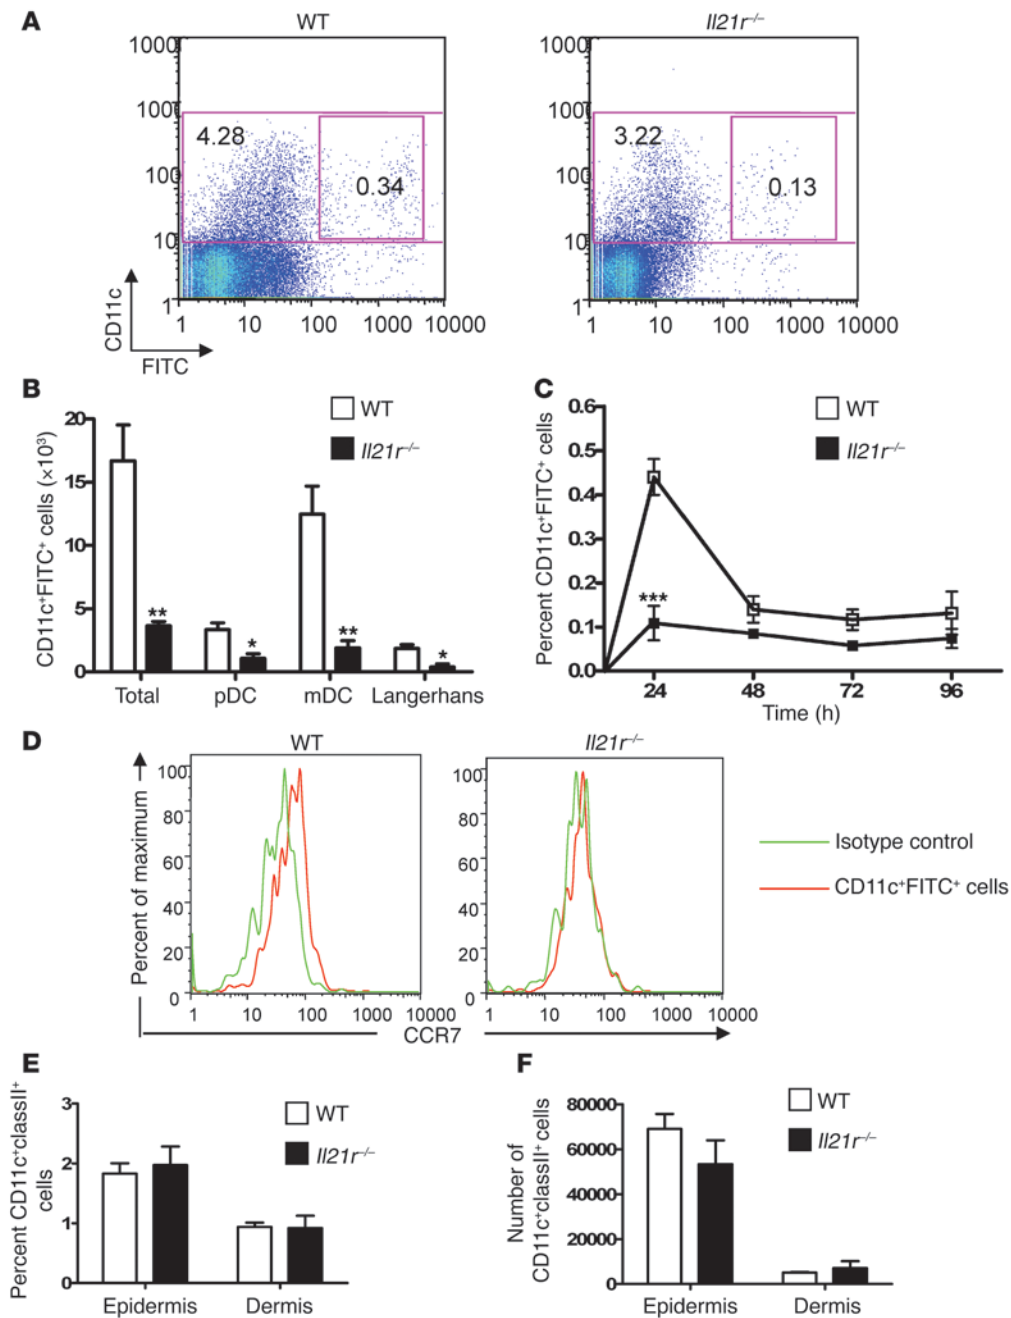 A
WT
Il21r–/–
1000
100
100
10
1
4.28
0.34
1 10 100 1000 10000
1000
100
100
10
1
3.22
0.13
1 10 100 1000 10000
CD11c
FITC
B
CD11c+FITC+ cells (×10³)
20
15
10
5
0
WT
Il21r–/–
**
*
**
*
Total pDC mDC Langerhans
C
Percent CD11c+FITC+ cells
0.6
0.5
0.4
0.3
0.2
0.1
0.0
WT
Il21r–/–
***
24 48 72 96
Time (h)
D
WT
Il21r–/–
Percent of maximum
100
80
60
40
20
0
1 10 100 1000 10000
100
80
60
40
20
0
1 10 100 1000 10000
CCR7
Isotype control
CD11c+FITC+ cells
E
Percent CD11c+classII+
cells
3
2
1
0
WT
Il21r–/–
Epidermis Dermis
F
Number of
CD11c+classII+ cells
80000
60000
40000
20000
0
WT
Il21r–/–
Epidermis Dermis